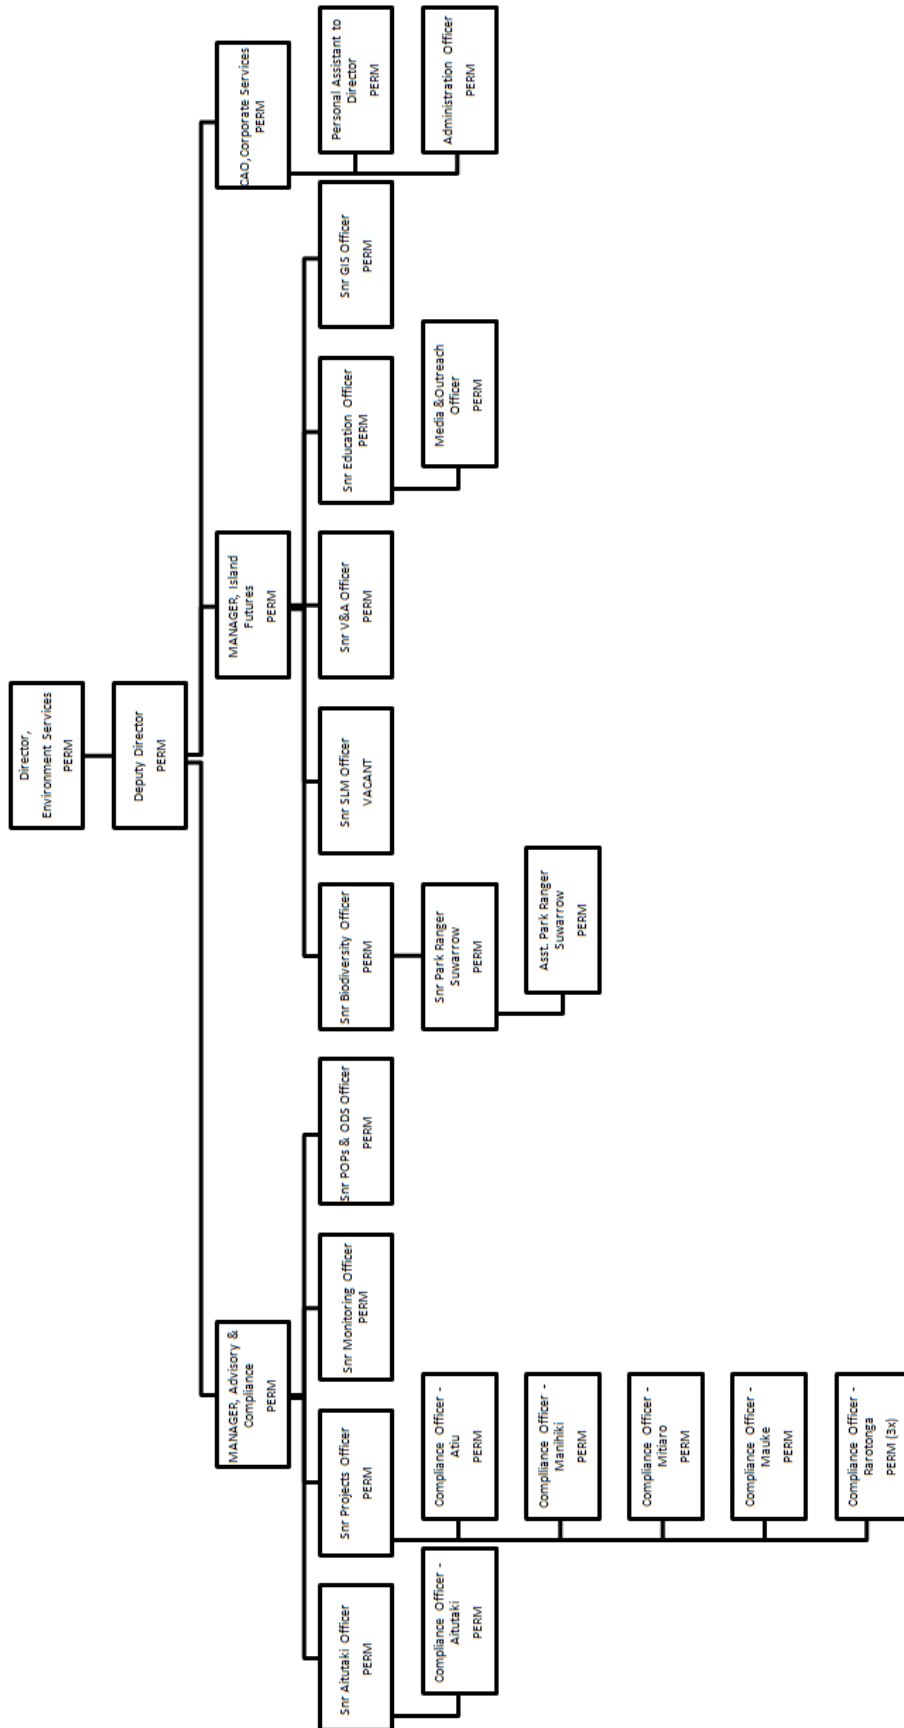 Director,
Environment Services
PERM
Deputy Director
PERM
MANAGER, Advisory &
Compliance
PERM
MANAGER, Island
Futures
PERM
CAO,Corporate Services
PERM
Snr Aitutaki Officer
PERM
Snr Projects Officer
PERM
Snr Monitoring Officer
PERM
Snr POPs & ODS Officer
PERM
Snr Biodiversity Officer
PERM
Snr SLM Officer
VACANT
Snr V&A Officer
PERM
Snr Education Officer
PERM
Snr GIS Officer
PERM
Personal Assistant to
Director
PERM
Compliance Officer -
Aitutaki
PERM
Compliance Officer -
Atiu
PERM
Snr Park Ranger
Suwarrow
PERM
Media &Outreach
Officer
PERM
Administration Officer
PERM
Compliance Officer -
Manihiki
PERM
Asst. Park Ranger
Suwarrow
PERM
Compliance Officer -
Mitiaro
PERM
Compliance Officer -
Mauke
PERM
Compliance Officer -
Rarotonga
PERM (3x)